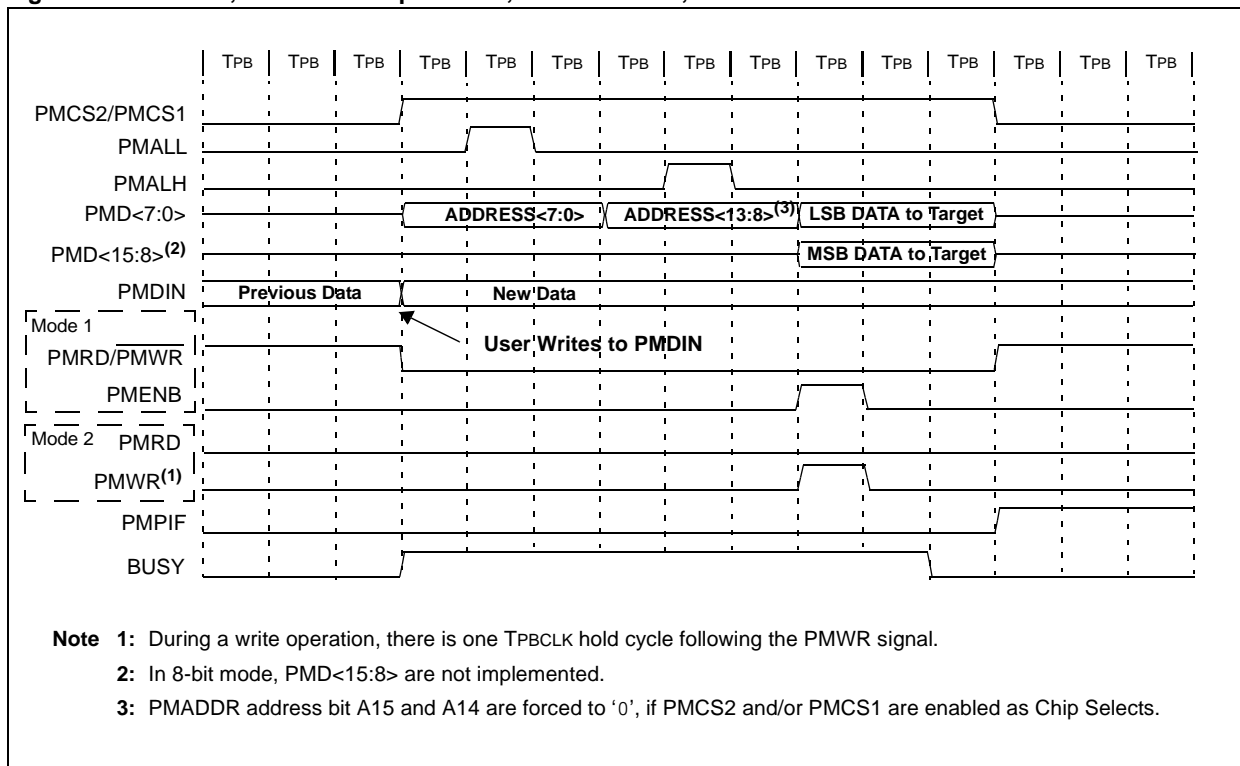 TPB TPB TPB TPB TPB TPB TPB TPB TPB TPB TPB TPB TPB TPB TPB
PMCS2/PMCS1
PMALL
PMALH
PMD<7:0> ADDRESS<7:0> ADDRESS<13:8>(3) LSB DATA to Target
PMD<15:8>(2) MSB DATA to Target
PMDIN Previous Data New Data
Mode 1
User Writes to PMDIN
PMRD/PMWR
PMENB
Mode 2 PMRD
PMWR(1)
PMPIF
BUSY
Note 1: During a write operation, there is one TPBCLK hold cycle following the PMWR signal.
2: In 8-bit mode, PMD<15:8> are not implemented.
3: PMADDR address bit A15 and A14 are forced to ‘0’, if PMCS2 and/or PMCS1 are enabled as Chip Selects.